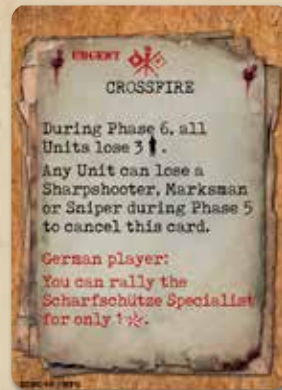 URGENT
CROSSFIRE
During Phase 6, all
Units lose 3 .
Any Unit can lose a
Sharpshooter, Marksman
or Sniper during Phase 5
to cancel this card.
German player:
You can rally the
Scharfschütze Specialist
for only 1 .